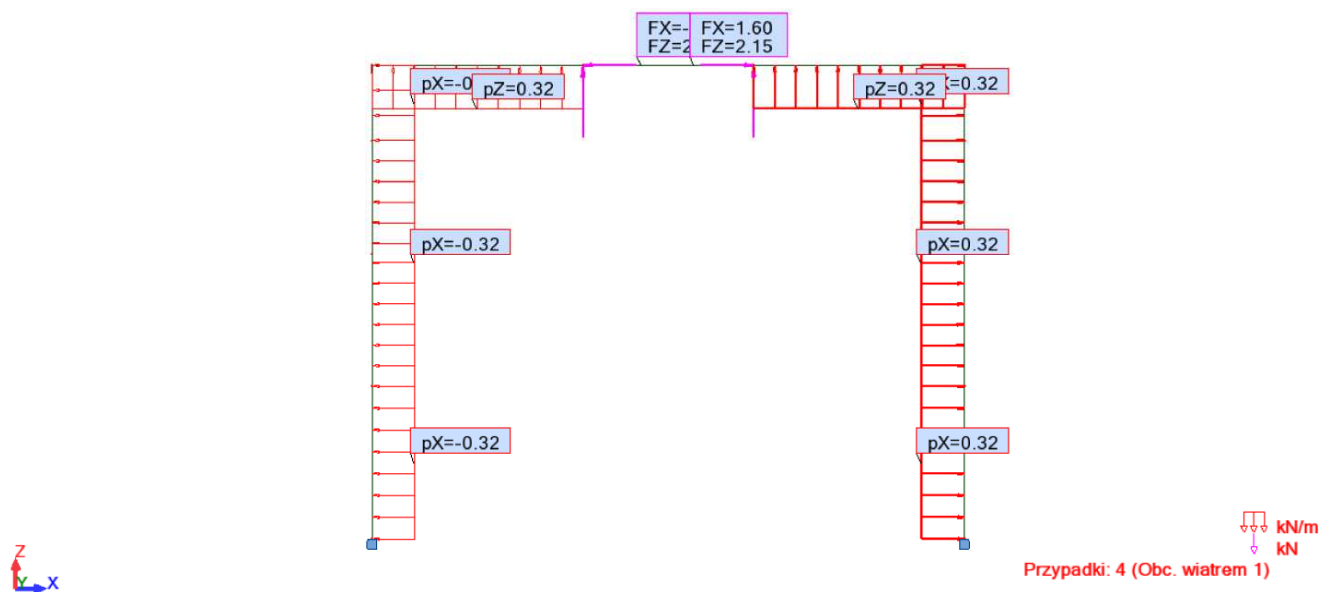 FX=- FX=1.60
FZ=2 FZ=2.15
pX=-0 pZ=0.32 pZ=0.32 X=0.32
pX=-0.32 pX=0.32
pX=-0.32 pX=0.32
kN/m
kN
Przypadki: 4 (Obc. wiatrem 1)
Z
Y X